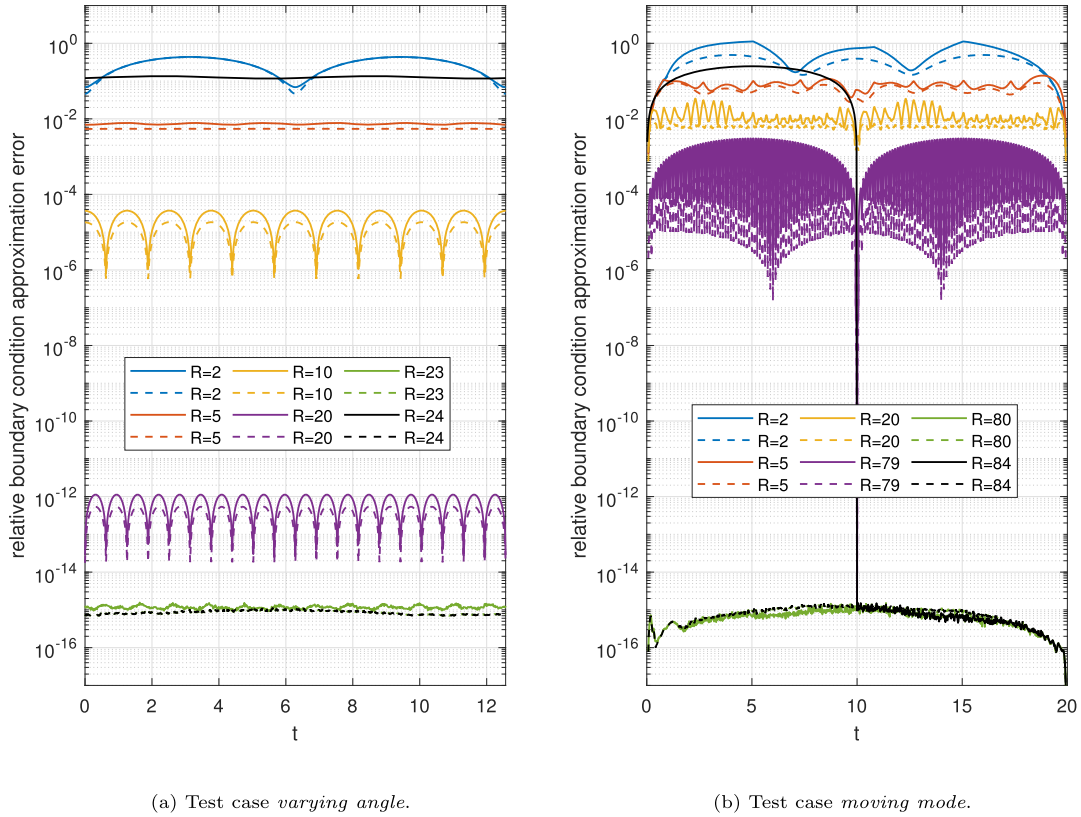 relative boundary condition approximation error
10^0
10^-2
10^-4
10^-6
10^-8
10^-10
10^-12
10^-14
10^-16
R=2
R=2
R=5
R=5
R=10
R=10
R=20
R=20
R=23
R=23
R=24
R=24
0 2 4 6 8 10 12
t
(a) Test case varying angle.
relative boundary condition approximation error
10^0
10^-2
10^-4
10^-6
10^-8
10^-10
10^-12
10^-14
10^-16
R=2
R=2
R=5
R=5
R=20
R=20
R=79
R=79
R=80
R=80
R=84
R=84
0 5 10 15 20
t
(b) Test case moving mode.